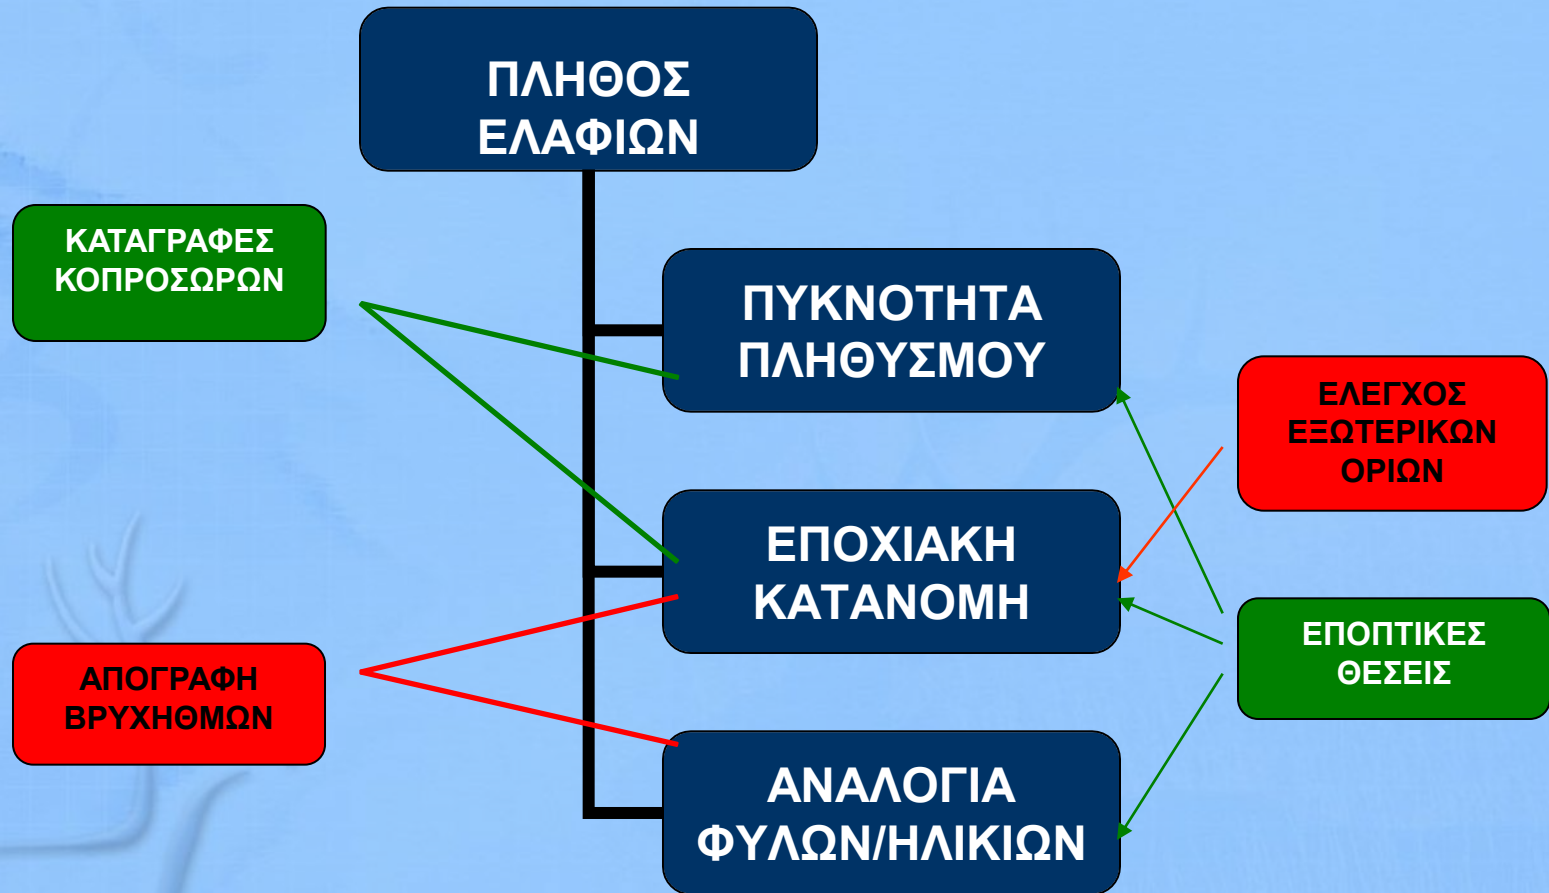 ΠΛΗΘΟΣ
ΕΛΑΦΙΩΝ
ΚΑΤΑΓΡΑΦΕΣ
ΚΟΠΡΟΣΩΡΩΝ
ΠΥΚΝΟΤΗΤΑ
ΠΛΗΘΥΣΜΟΥ
ΕΛΕΓΧΟΣ
ΕΞΩΤΕΡΙΚΩΝ
ΟΡΙΩΝ
ΕΠΟΧΙΑΚΗ
ΚΑΤΑΝΟΜΗ
ΕΠΟΠΤΙΚΕΣ
ΘΕΣΕΙΣ
ΑΠΟΓΡΑΦΗ
ΒΡΥΧΗΘΜΩΝ
ΑΝΑΛΟΓΙΑ
ΦΥΛΩΝ/ΗΛΙΚΙΩΝ